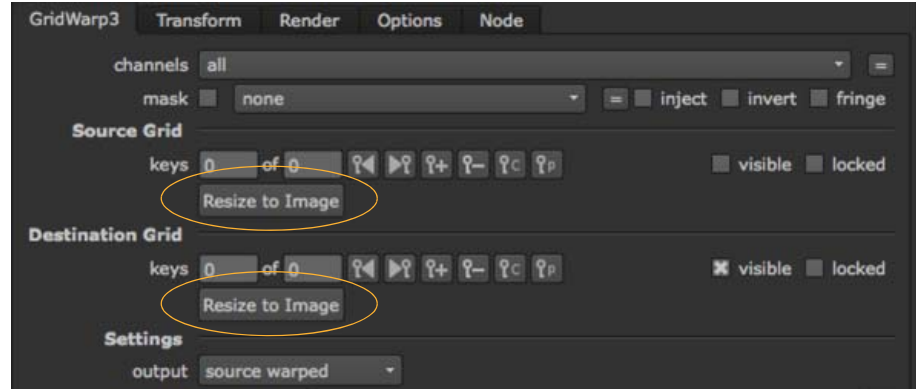 GridWarp3 Transform Render Options Node
channels all =
mask none = inject invert fringe
Source Grid
keys 0 of 0 C P visible locked
Resize to Image
Destination Grid
keys 0 of 0 C P visible locked
Resize to Image
Settings
output source warped